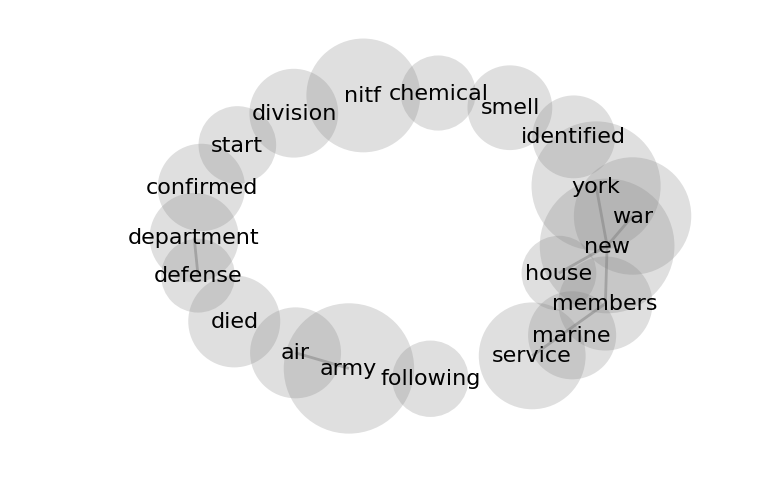 nitf
chemical
division
smell
identified
start
confirmed
york
war
department
new
defense
house
members
died
marine
air
service
army
following